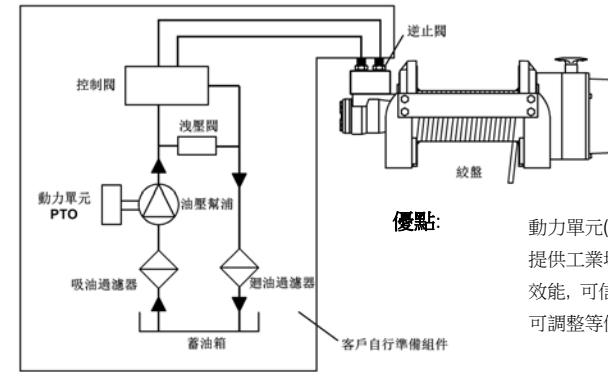 逆止閥
控制閥
洩壓閥
絞盤
動力單元
PTO
油壓幫浦
優點:
動力單元(
提供工業
效能, 可
可調整等
吸油過濾器
廻油過濾器
蓄油箱
客戶自行準備組件